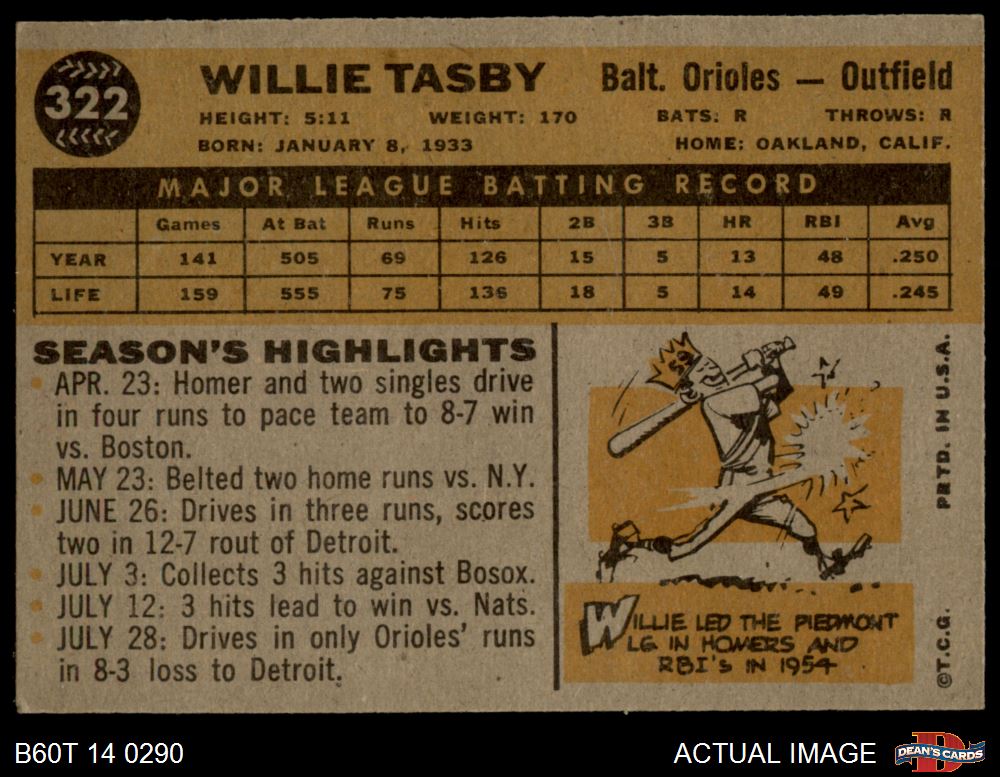 322
WILLIE TASBY Balt. Orioles — Outfield
HEIGHT: 5:11 WEIGHT: 170 BATS: R THROWS: R
BORN: JANUARY 8, 1933 HOME: OAKLAND, CALIF.
MAJOR LEAGUE BATTING RECORD
Games At Bat Runs Hits 2B 3B HR RBI Avg
YEAR 141 505 69 126 15 5 13 48 .250
LIFE 159 555 75 136 18 5 14 49 .245
SEASON'S HIGHLIGHTS
APR. 23: Homer and two singles drive
in four runs to pace team to 8-7 win
vs. Boston.
MAY 23: Belted two home runs vs. N.Y.
JUNE 26: Drives in three runs, scores
two in 12-7 rout of Detroit.
JULY 3: Collects 3 hits against Bosox.
JULY 12: 3 hits lead to win vs. Nats.
JULY 28: Drives in only Orioles' runs
in 8-3 loss to Detroit.
WILLIE LED THE PIEDMONT
LG IN HOMERS AND
RBI'S IN 1954
©T.C.G. PRTD. IN U.S.A.
B60T 14 0290 ACTUAL IMAGE DEAN'S CARDS